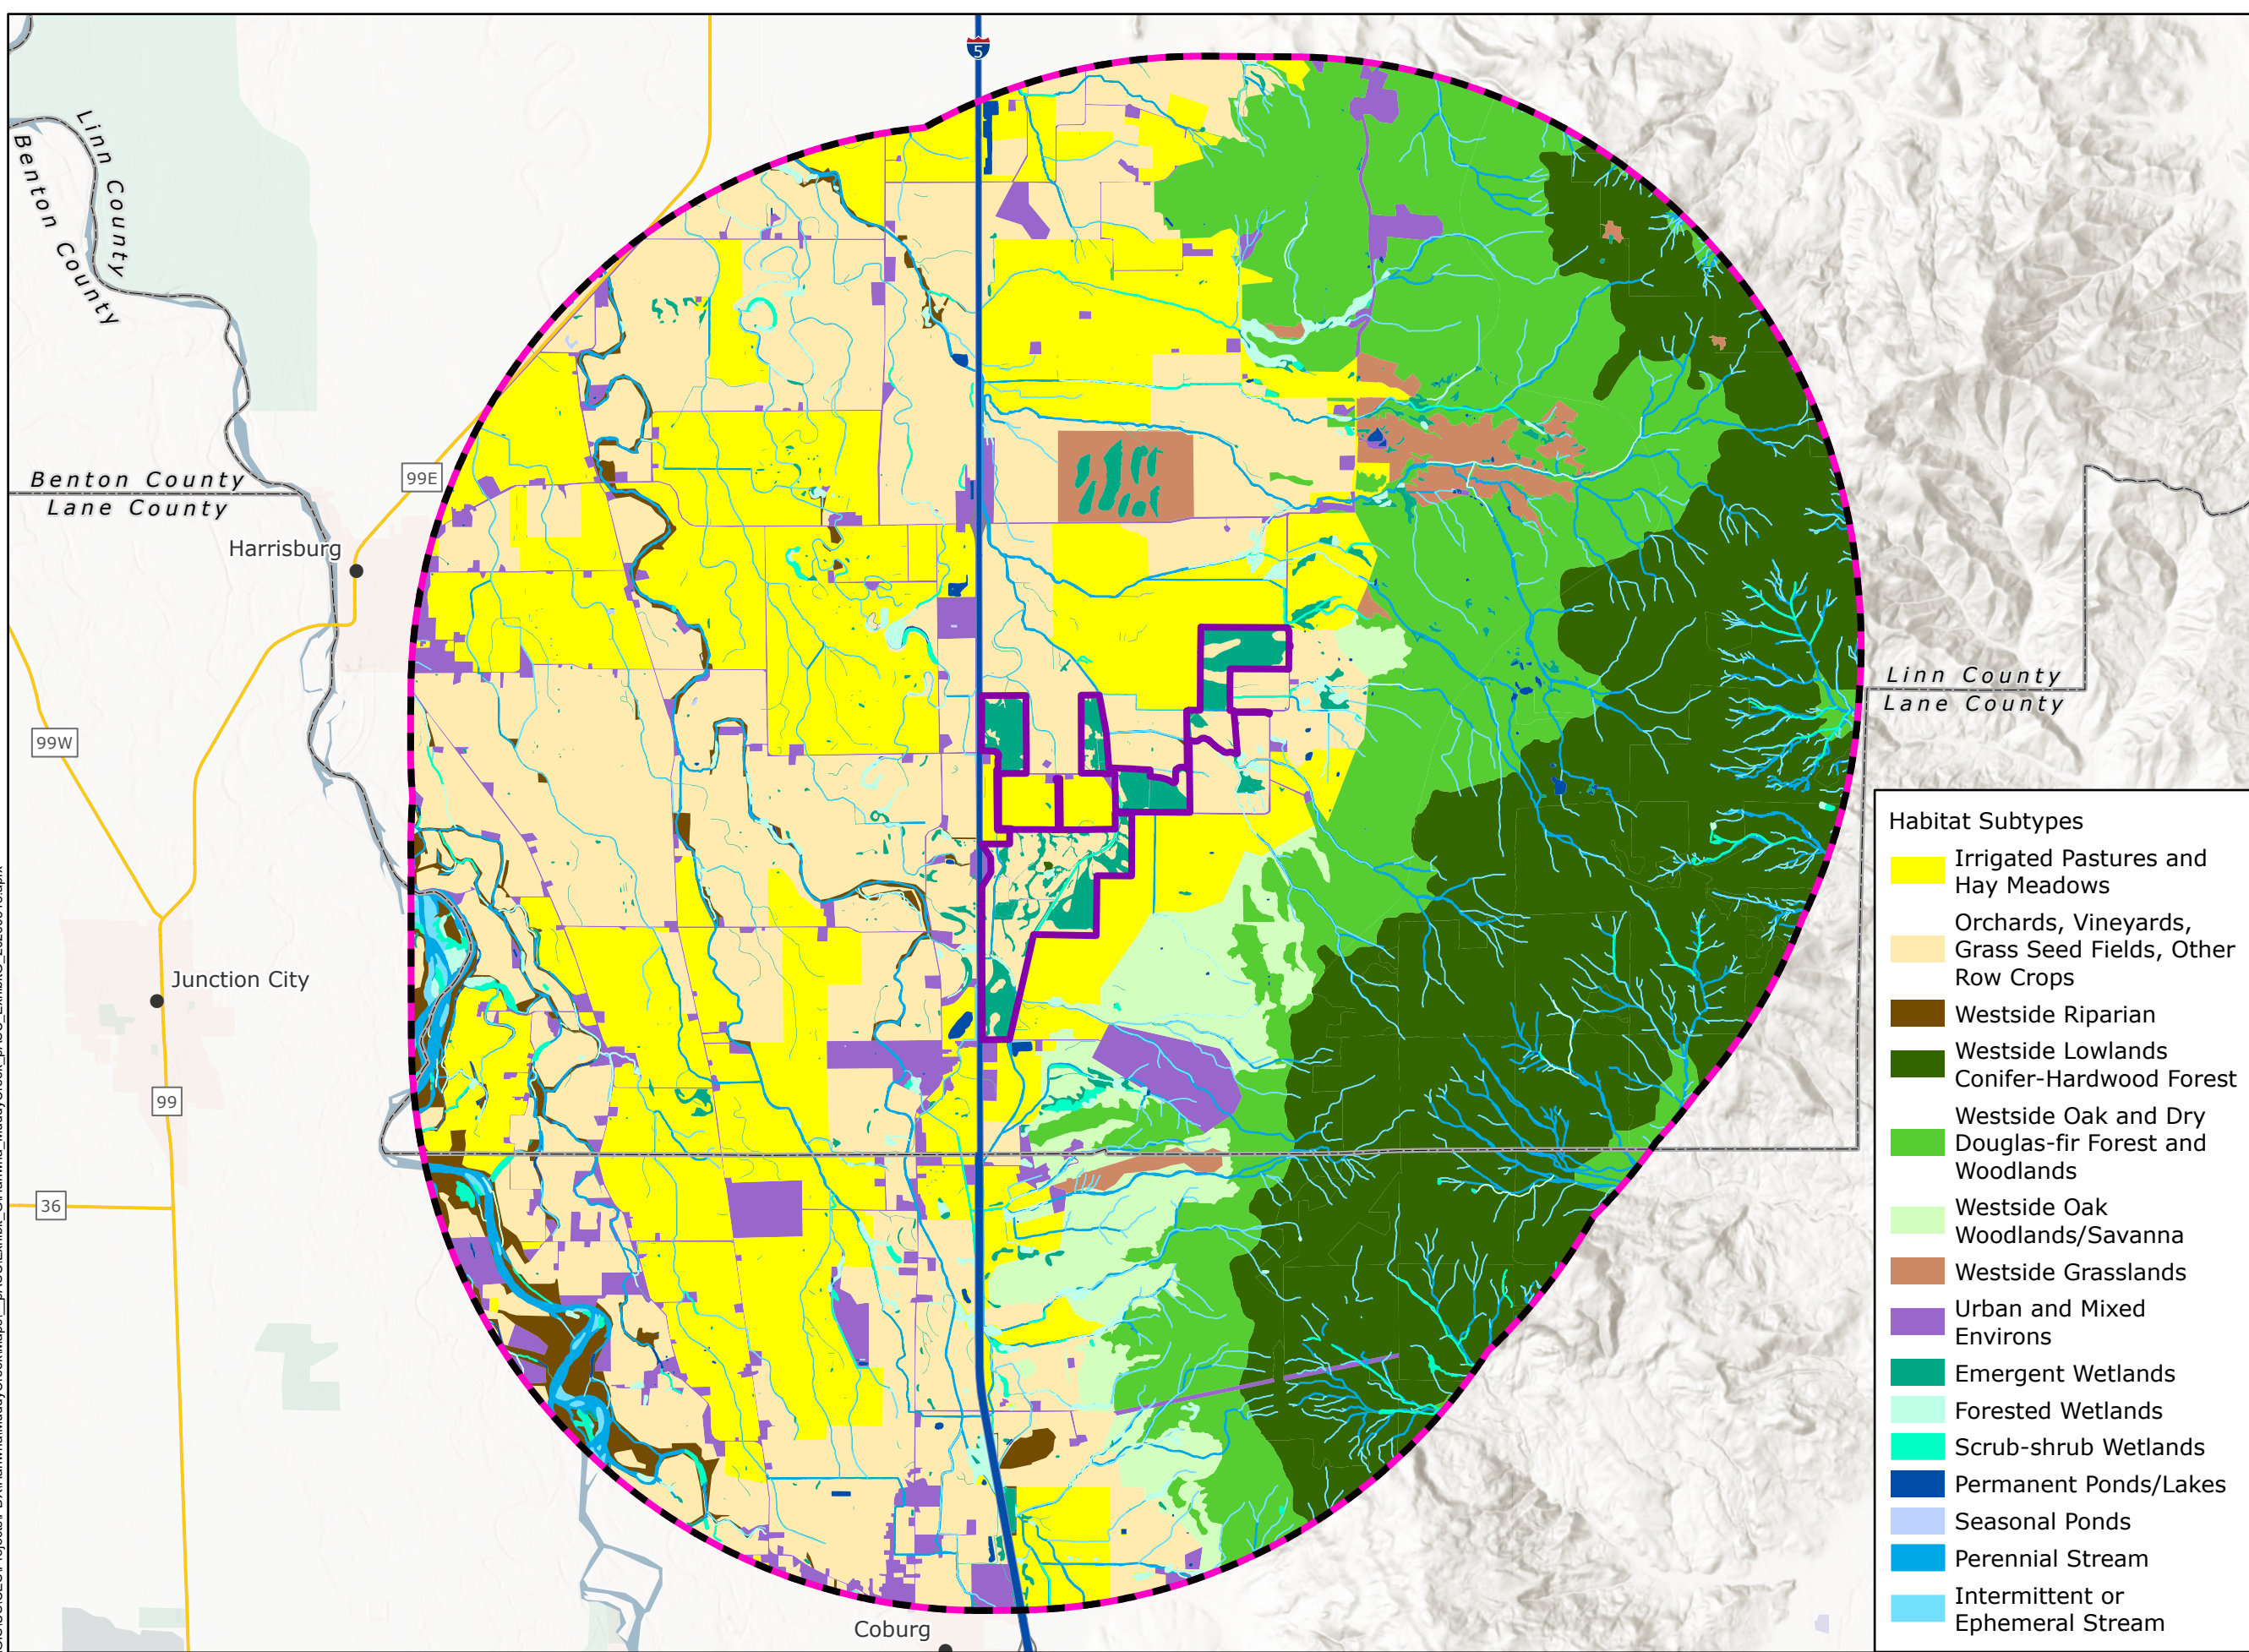 5
Linn County
Benton County
Benton County
Lane County
99E
Harrisburg
Linn County
Lane County
99W
Junction City
99
36
Coburg
Habitat Subtypes
Irrigated Pastures and
Hay Meadows
Orchards, Vineyards,
Grass Seed Fields, Other
Row Crops
Westside Riparian
Westside Lowlands
Conifer-Hardwood Forest
Westside Oak and Dry
Douglas-fir Forest and
Woodlands
Westside Oak
Woodlands/Savanna
Westside Grasslands
Urban and Mixed
Environs
Emergent Wetlands
Forested Wetlands
Scrub-shrub Wetlands
Permanent Ponds/Lakes
Seasonal Ponds
Perennial Stream
Intermittent or
Ephemeral Stream